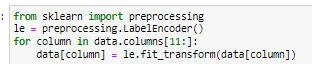 : from sklearn import preprocessing
le = preprocessing.LabelEncoder()
for column in data.columns[11:]:
    data[column] = le.fit_transform(data[column])